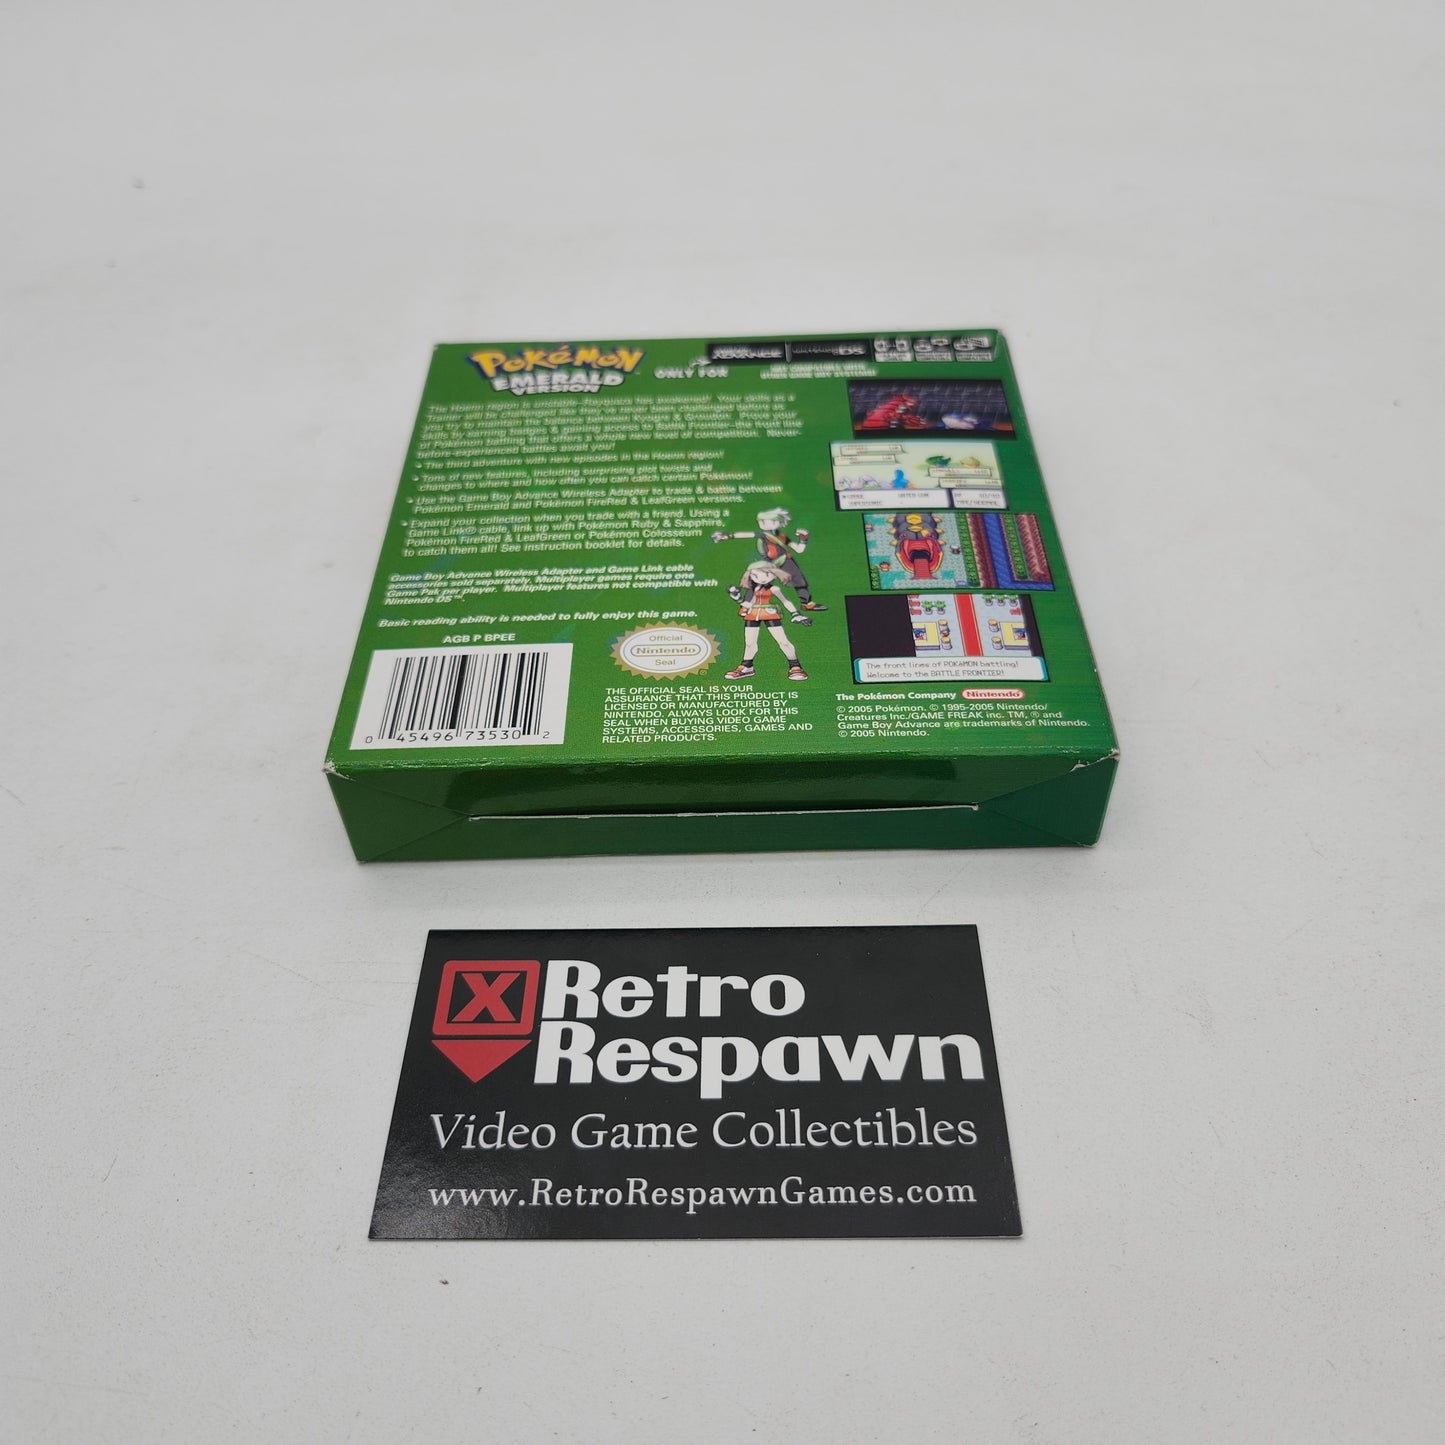 POKéMON
EMERALD
VERSION
ONLY FOR
ADVANCE
NOT COMPATIBLE WITH
OTHER GAME BOY SYSTEMS
The Hoenn region is unstable–Rayquaza has awakened! Your skills as a
Trainer will be challenged like they've never been challenged before as
you try to maintain the balance between Kyogre & Groudon. Prove your
skills by earning badges & gaining access to Battle Frontier–the front line
of Pokémon battling that offers a whole new level of competition. Never-
before-experienced battles await you!
• The third adventure with new episodes in the Hoenn region!
• Tons of new features, including surprising plot twists and
changes to where and how often you can catch certain Pokémon!
• Use the Game Boy Advance Wireless Adapter to trade & battle between
Pokémon Emerald and Pokémon FireRed & LeafGreen versions.
• Expand your collection when you trade with a friend. Using a
Game Link® cable, link up with Pokémon Ruby & Sapphire,
Pokémon FireRed & LeafGreen or Pokémon Colosseum
to catch them all! See instruction booklet for details.
Game Boy Advance Wireless Adapter and Game Link cable
accessories sold separately. Multiplayer games require one
Game Pak per player. Multiplayer features not compatible with
Nintendo DS™.
Basic reading ability is needed to fully enjoy this game.
AGB P BPEE
0 45496 73530 2
Official
Nintendo
Seal
THE OFFICIAL SEAL IS YOUR
ASSURANCE THAT THIS PRODUCT IS
LICENSED OR MANUFACTURED BY
NINTENDO. ALWAYS LOOK FOR THIS
SEAL WHEN BUYING VIDEO GAME
SYSTEMS, ACCESSORIES, GAMES AND
RELATED PRODUCTS.
The front lines of POKéMON battling!
Welcome to the BATTLE FRONTIER!
The Pokémon Company Nintendo
© 2005 Pokémon. © 1995-2005 Nintendo/
Creatures Inc./GAME FREAK inc. TM, ® and
Game Boy Advance are trademarks of Nintendo.
© 2005 Nintendo.
X Retro
Respawn
Video Game Collectibles
www.RetroRespawnGames.com